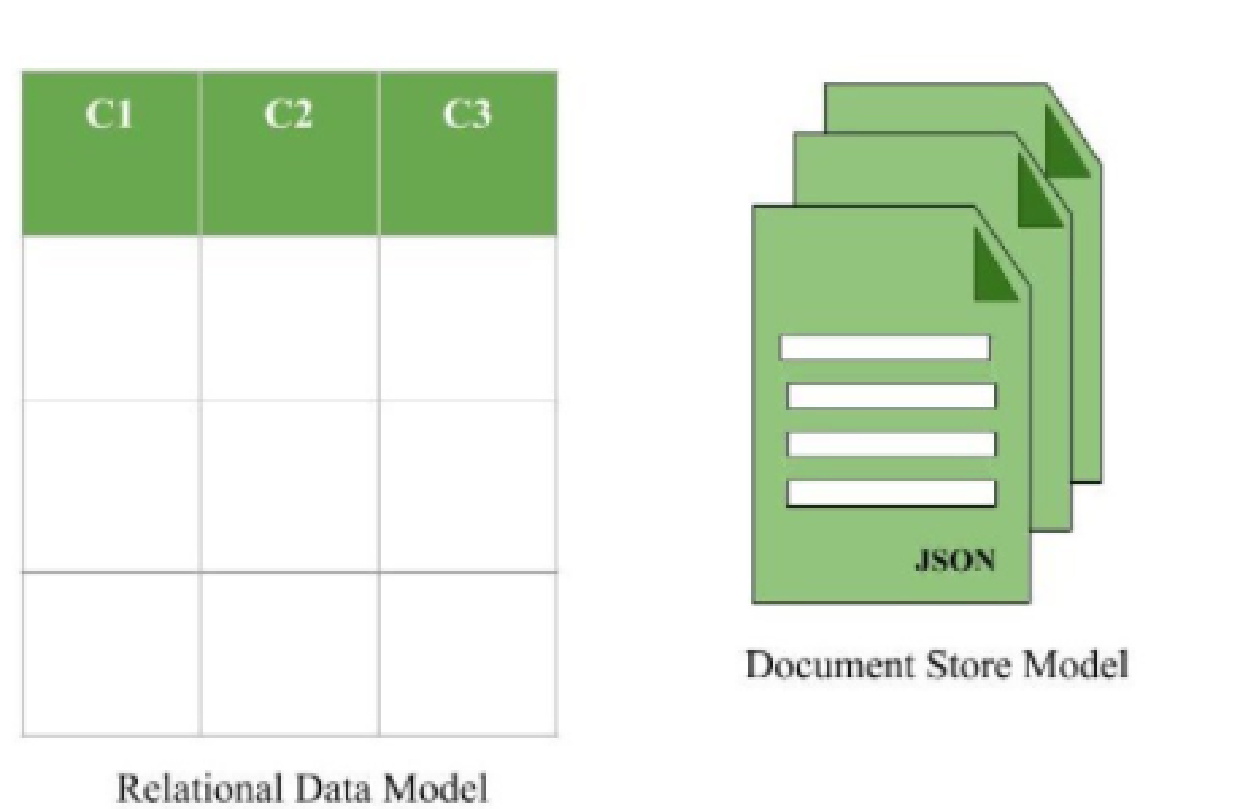 C1 C2 C3
JSON
Document Store Model
Relational Data Model